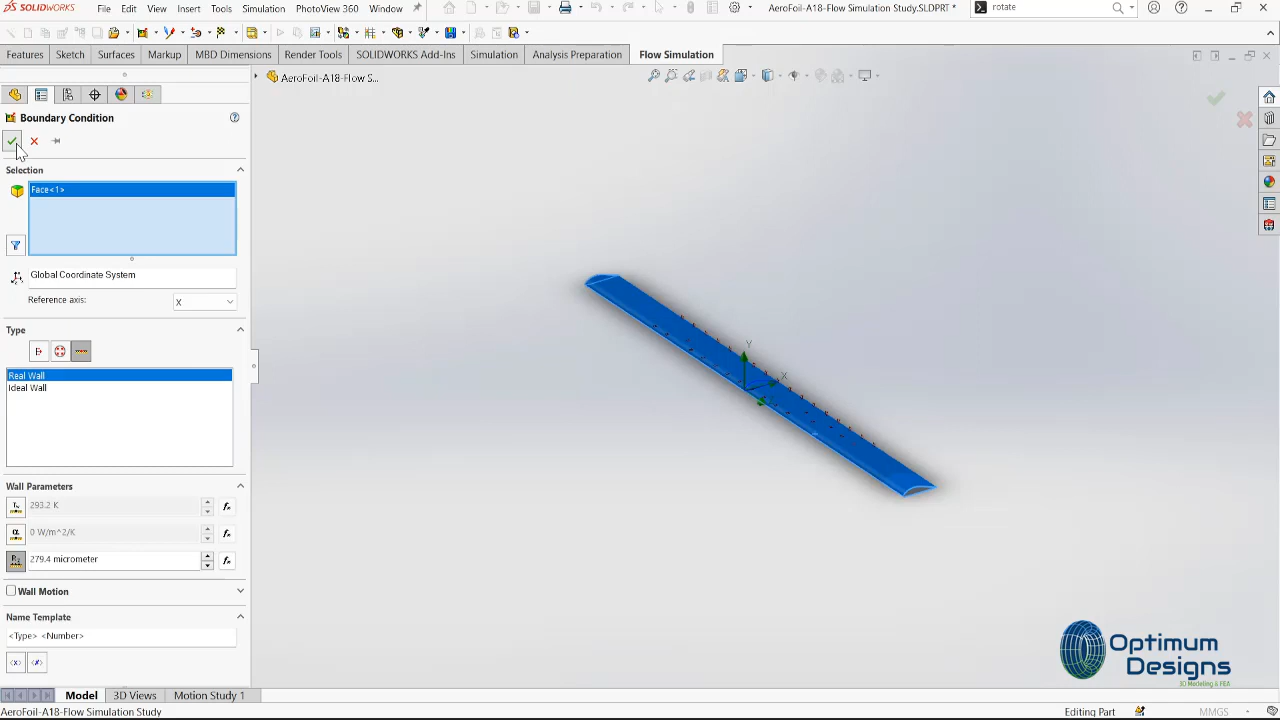 SOLIDWORKS
File
Edit
View
Insert
Tools
Simulation
PhotoView 360
Window
AeroFoil-A18-Flow Simulation Study.SLDPRT *
rotate
Features
Sketch
Surfaces
Markup
MBD Dimensions
Render Tools
SOLIDWORKS Add-Ins
Simulation
Analysis Preparation
Flow Simulation
AeroFoil-A18-Flow S...
Boundary Condition
Selection
Face<1>
Global Coordinate System
Reference axis:
X
Type
Real Wall
Ideal Wall
Wall Parameters
293.2 K
0 W/m^2/K
279.4 micrometer
Wall Motion
Name Template
<Type> <Number>
Y
X
Optimum
Designs
3D Modeling & FEA
Model
3D Views
Motion Study 1
AeroFoil-A18-Flow Simulation Study
Editing Part
MMGS